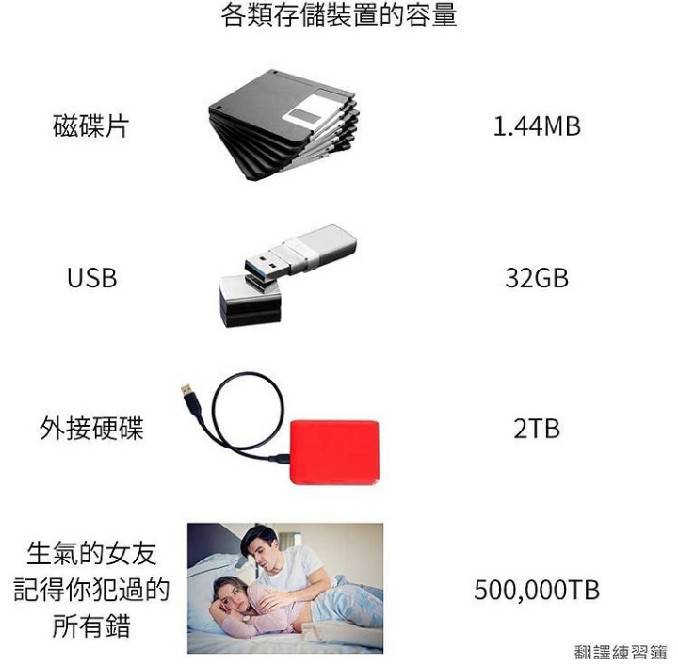 各類存儲裝置的容量
磁碟片
1.44MB
USB
32GB
外接硬碟
2TB
生氣的女友
記得你犯過的
所有錯
500,000TB
翻譯練習簿